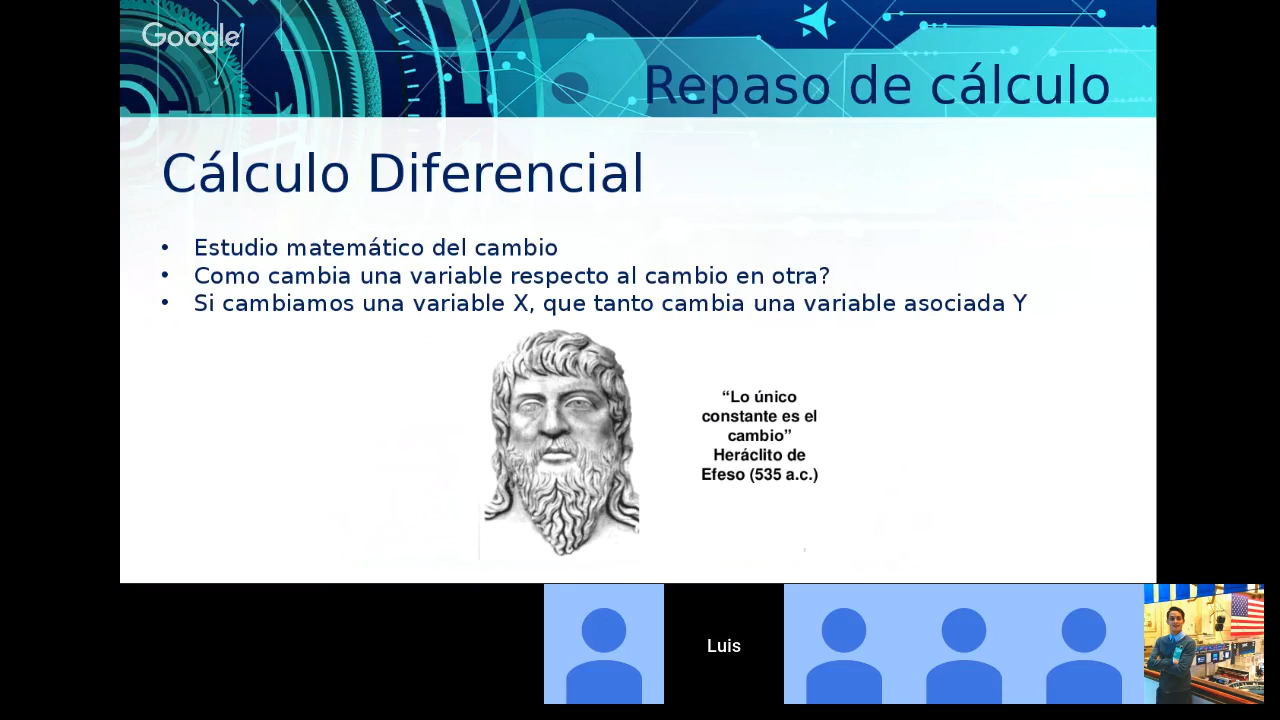 Google
Repaso de cálculo
Cálculo Diferencial
• Estudio matemático del cambio
• Como cambia una variable respecto al cambio en otra?
• Si cambiamos una variable X, que tanto cambia una variable asociada Y
“Lo único
constante es el
cambio”
Heráclito de
Efeso (535 a.c.)
Luis